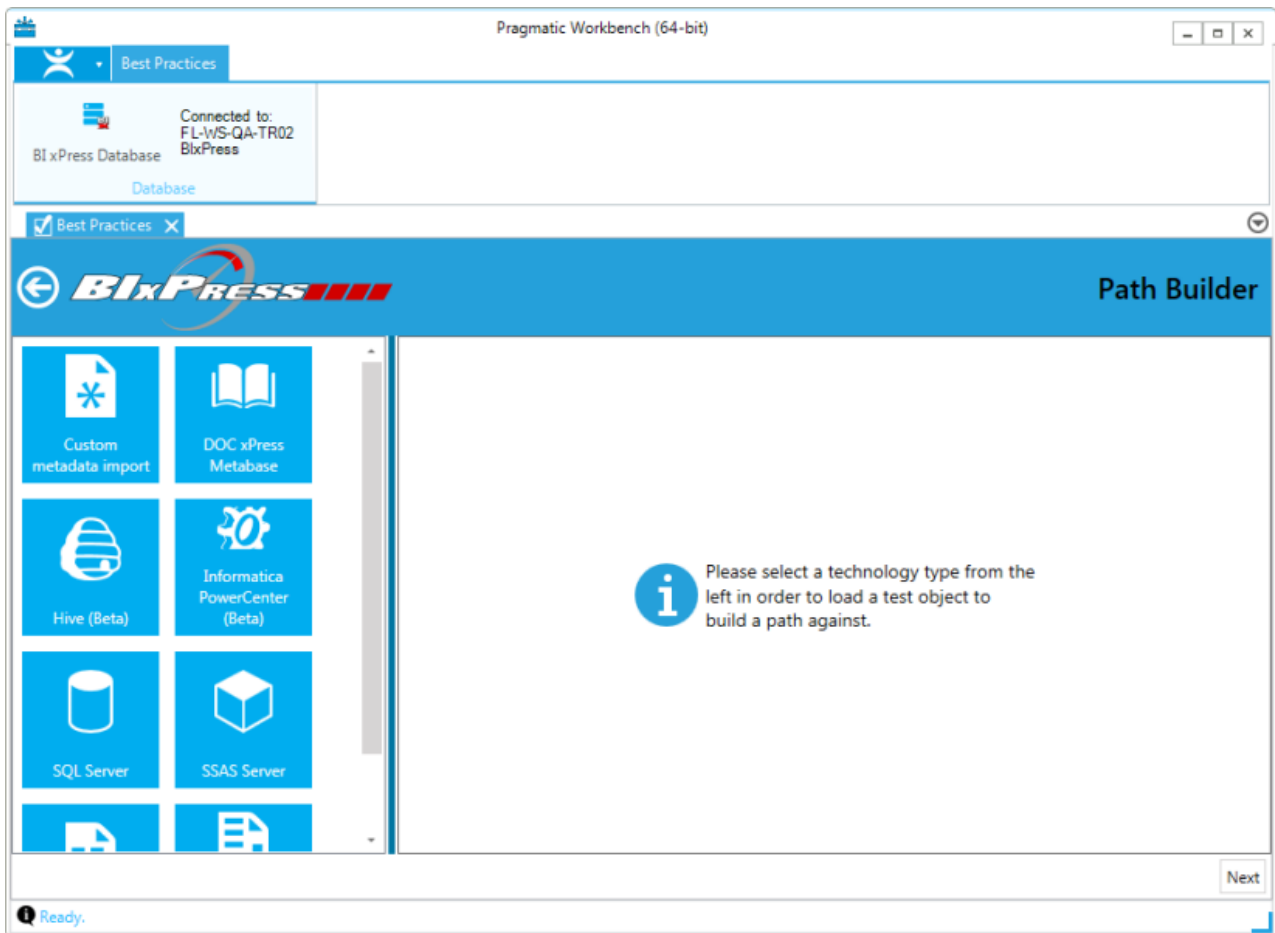 Pragmatic Workbench (64-bit)
Best Practices
Connected to:
FL-WS-QA-TR02
BIxPress
BI xPress Database
Database
Best Practices
BIxPRESS
Path Builder
Custom
metadata import
DOC xPress
Metabase
Hive (Beta)
Informatica
PowerCenter
(Beta)
SQL Server
SSAS Server
Please select a technology type from the
left in order to load a test object to
build a path against.
Next
Ready.